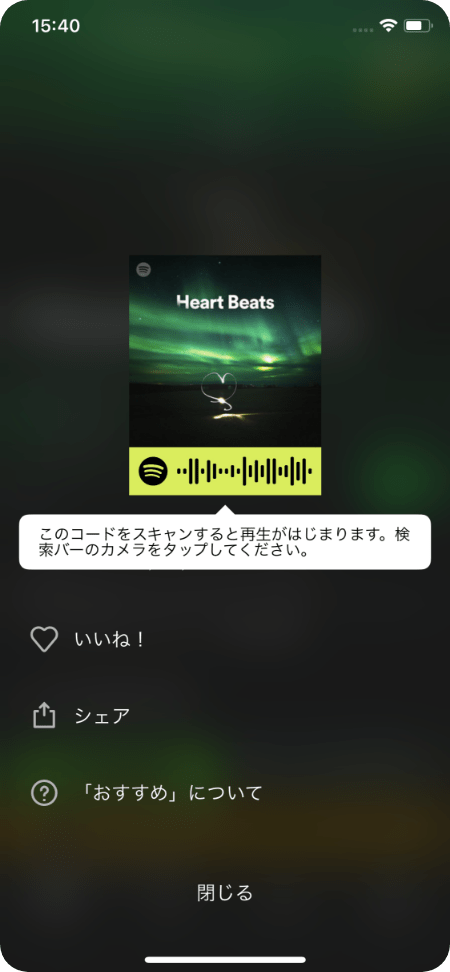 15:40
Heart Beats
このコードをスキャンすると再生がはじまります。検
索バーのカメラをタップしてください。
いいね！
シェア
「おすすめ」について
閉じる